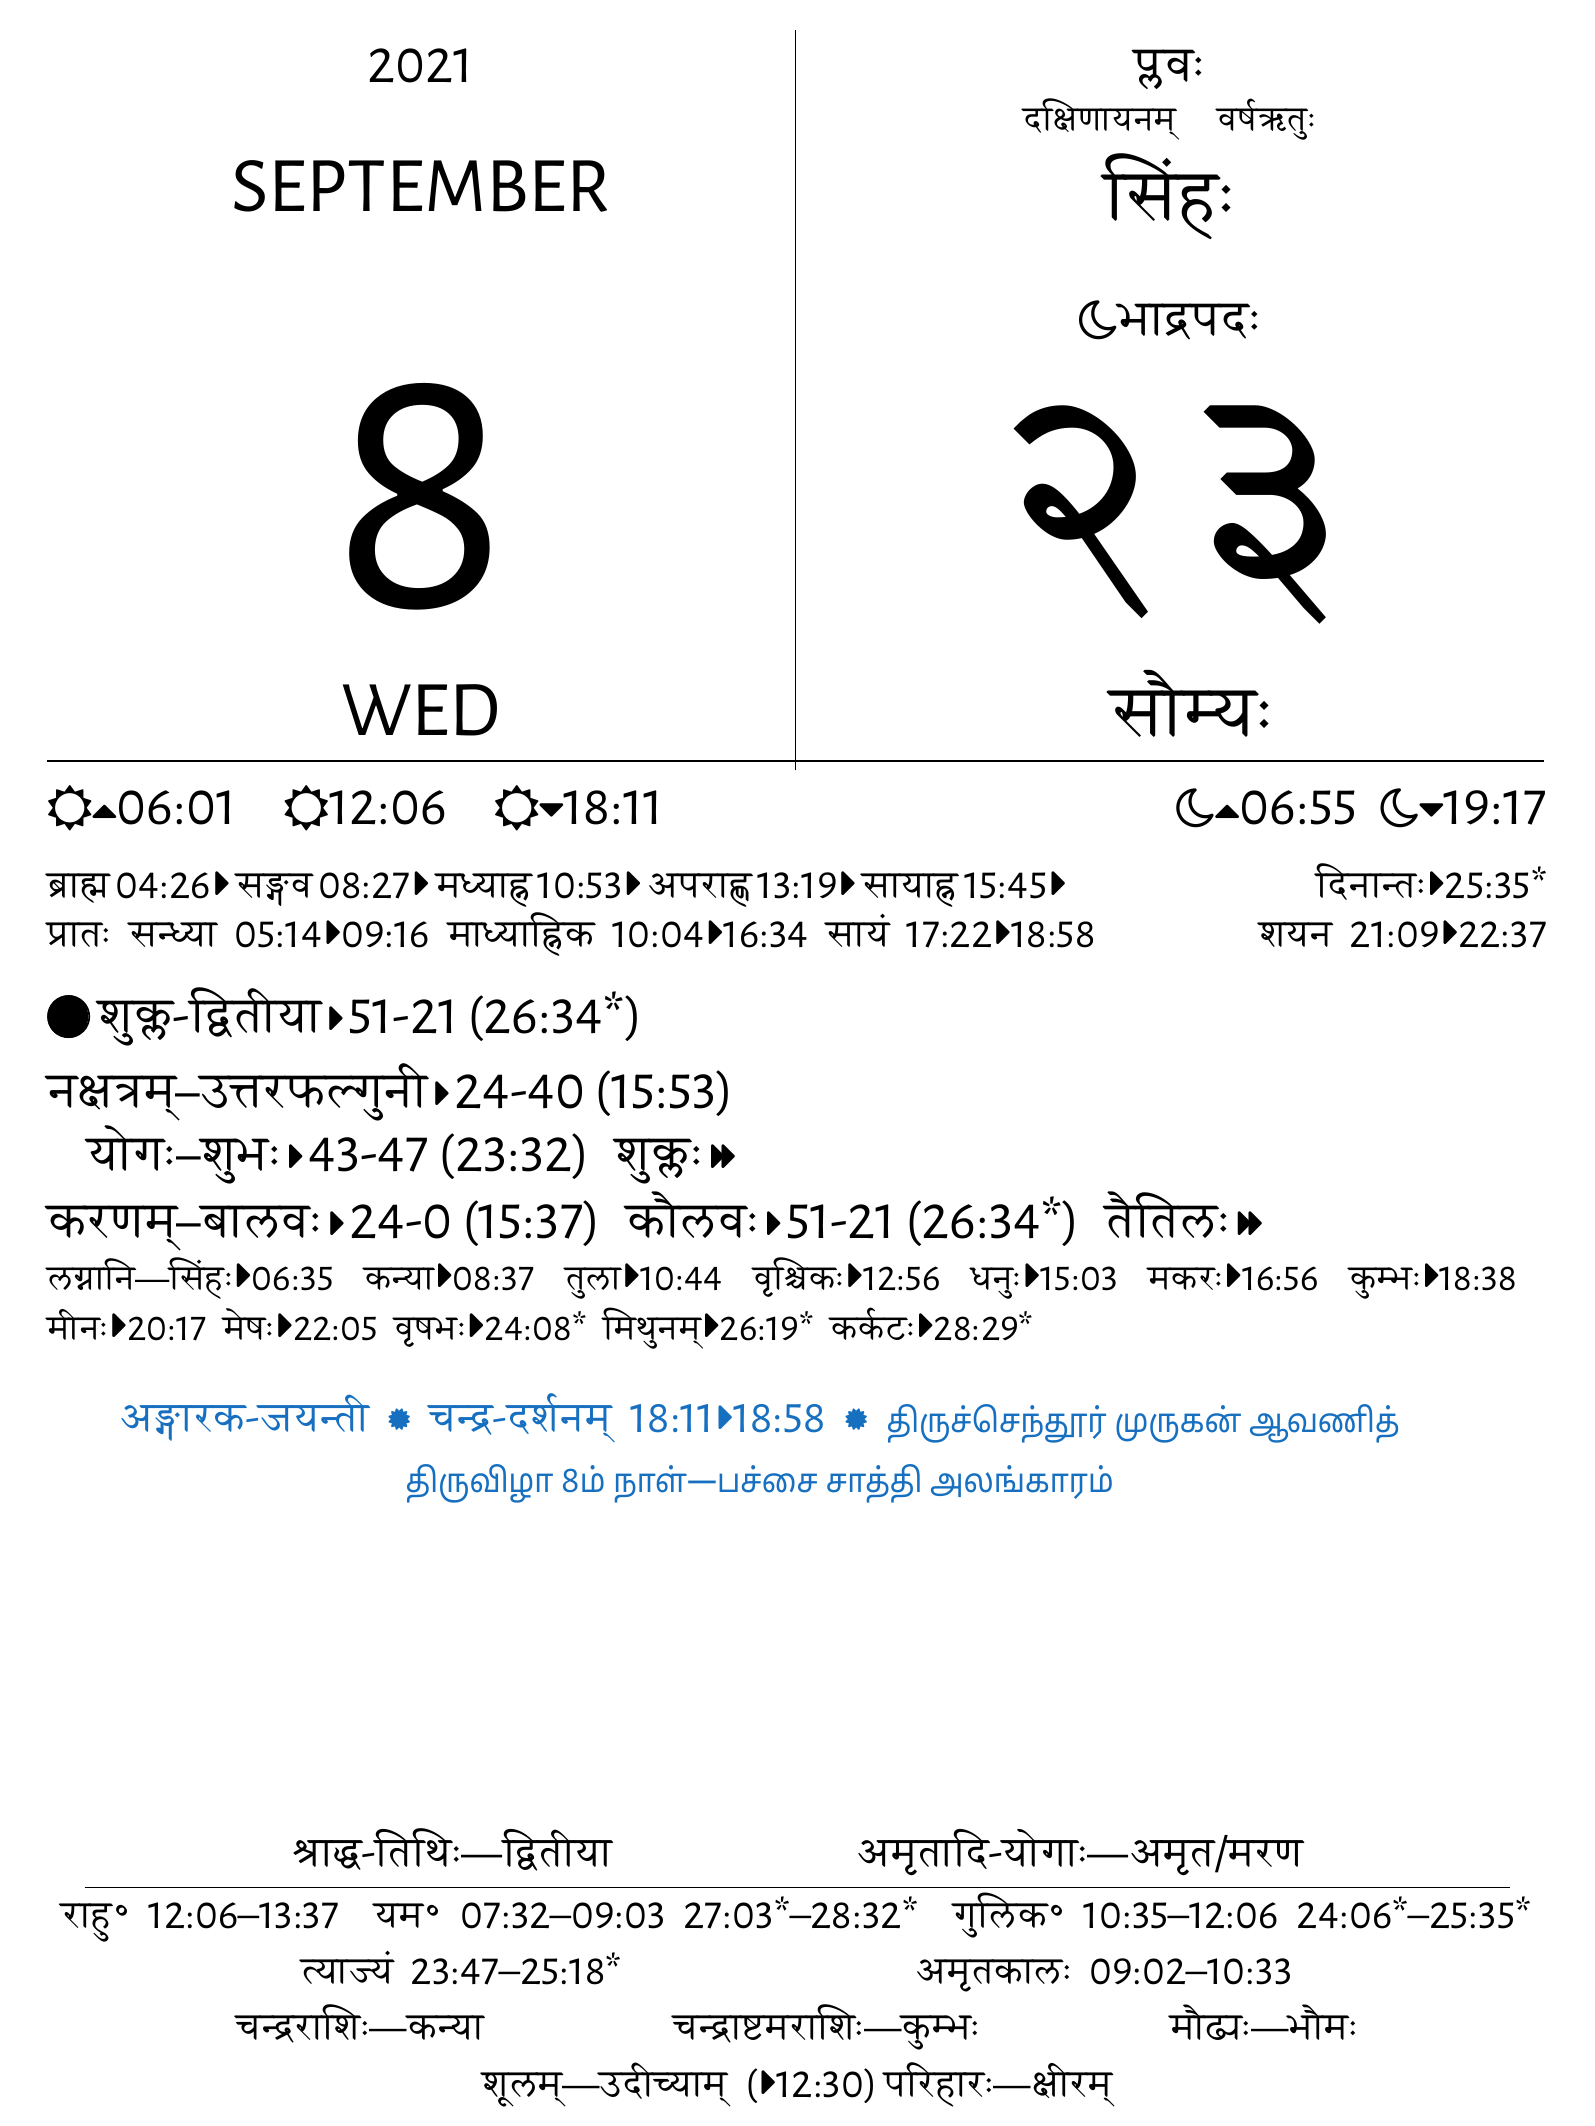 2021
SEPTEMBER
8
WED
प्लवः
दक्षिणायनम् वर्षऋतुः
सिंहः
भाद्रपदः
२३
सौम्यः
06:01 12:06 18:11 06:55 19:17
ब्राह्म 04:26 सङ्गव 08:27 मध्याह्न 10:53 अपराह्ण 13:19 सायाह्न 15:45 दिनान्तः 25:35*
प्रातः सन्ध्या 05:14 09:16 माध्याह्निक 10:04 16:34 सायं 17:22 18:58 शयन 21:09 22:37
शुक्ल-द्वितीया 51-21 (26:34*)
नक्षत्रम्–उत्तरफल्गुनी 24-40 (15:53)
योगः–शुभः 43-47 (23:32) शुक्लः
करणम्–बालवः 24-0 (15:37) कौलवः 51-21 (26:34*) तैतिलः
लग्नानि—सिंहः 06:35 कन्या 08:37 तुला 10:44 वृश्चिकः 12:56 धनुः 15:03 मकरः 16:56 कुम्भः 18:38
मीनः 20:17 मेषः 22:05 वृषभः 24:08* मिथुनम् 26:19* कर्कटः 28:29*
अङ्गारक-जयन्ती चन्द्र-दर्शनम् 18:11 18:58 திருச்செந்தூர் முருகன் ஆவணித்
திருவிழா 8ம் நாள்—பச்சை சாத்தி அலங்காரம்
श्राद्ध-तिथिः—द्वितीया अमृतादि-योगाः—अमृत/मरण
राहु॰ 12:06–13:37 यम॰ 07:32–09:03 27:03*–28:32* गुलिक॰ 10:35–12:06 24:06*–25:35*
त्याज्यं 23:47–25:18* अमृतकालः 09:02–10:33
चन्द्रराशिः—कन्या चन्द्राष्टमराशिः—कुम्भः मौढ्यः—भौमः
शूलम्—उदीच्याम् (12:30) परिहारः—क्षीरम्